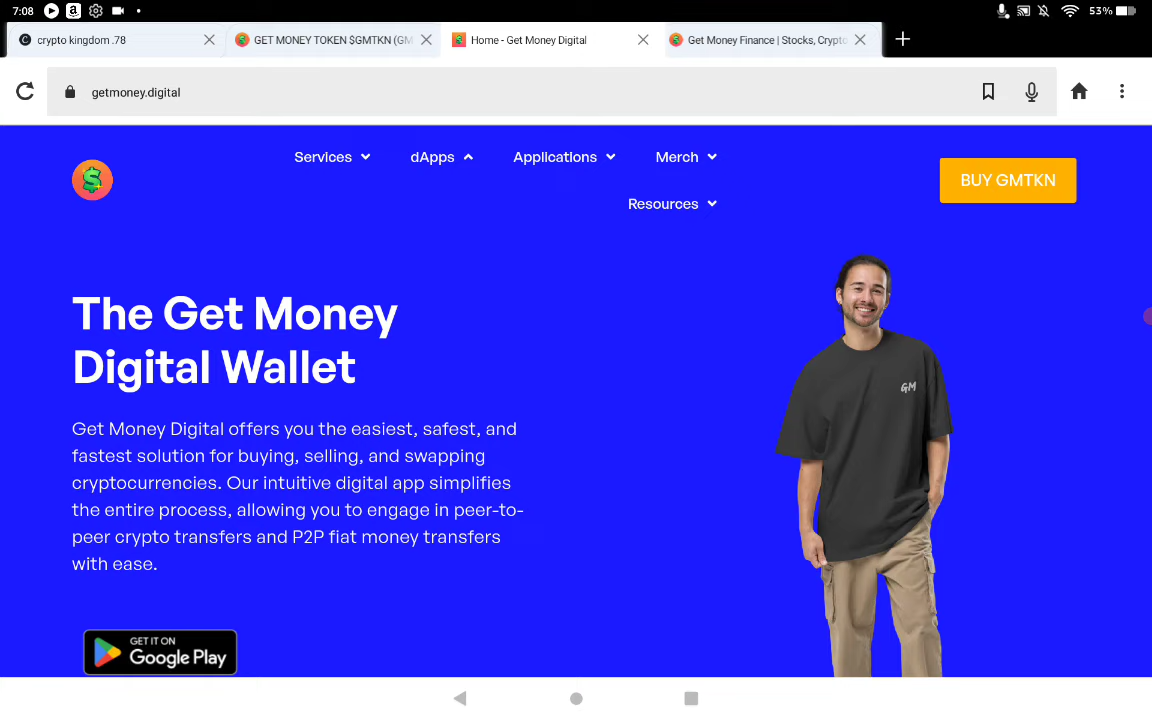 7:08
53%
crypto kingdom .78
GET MONEY TOKEN $GMTKN (GM
Home - Get Money Digital
Get Money Finance | Stocks, Crypto
getmoney.digital
Services
dApps
Applications
Merch
Resources
BUY GMTKN
The Get Money
Digital Wallet
Get Money Digital offers you the easiest, safest, and
fastest solution for buying, selling, and swapping
cryptocurrencies. Our intuitive digital app simplifies
the entire process, allowing you to engage in peer-to-
peer crypto transfers and P2P fiat money transfers
with ease.
GM
GET IT ON
Google Play